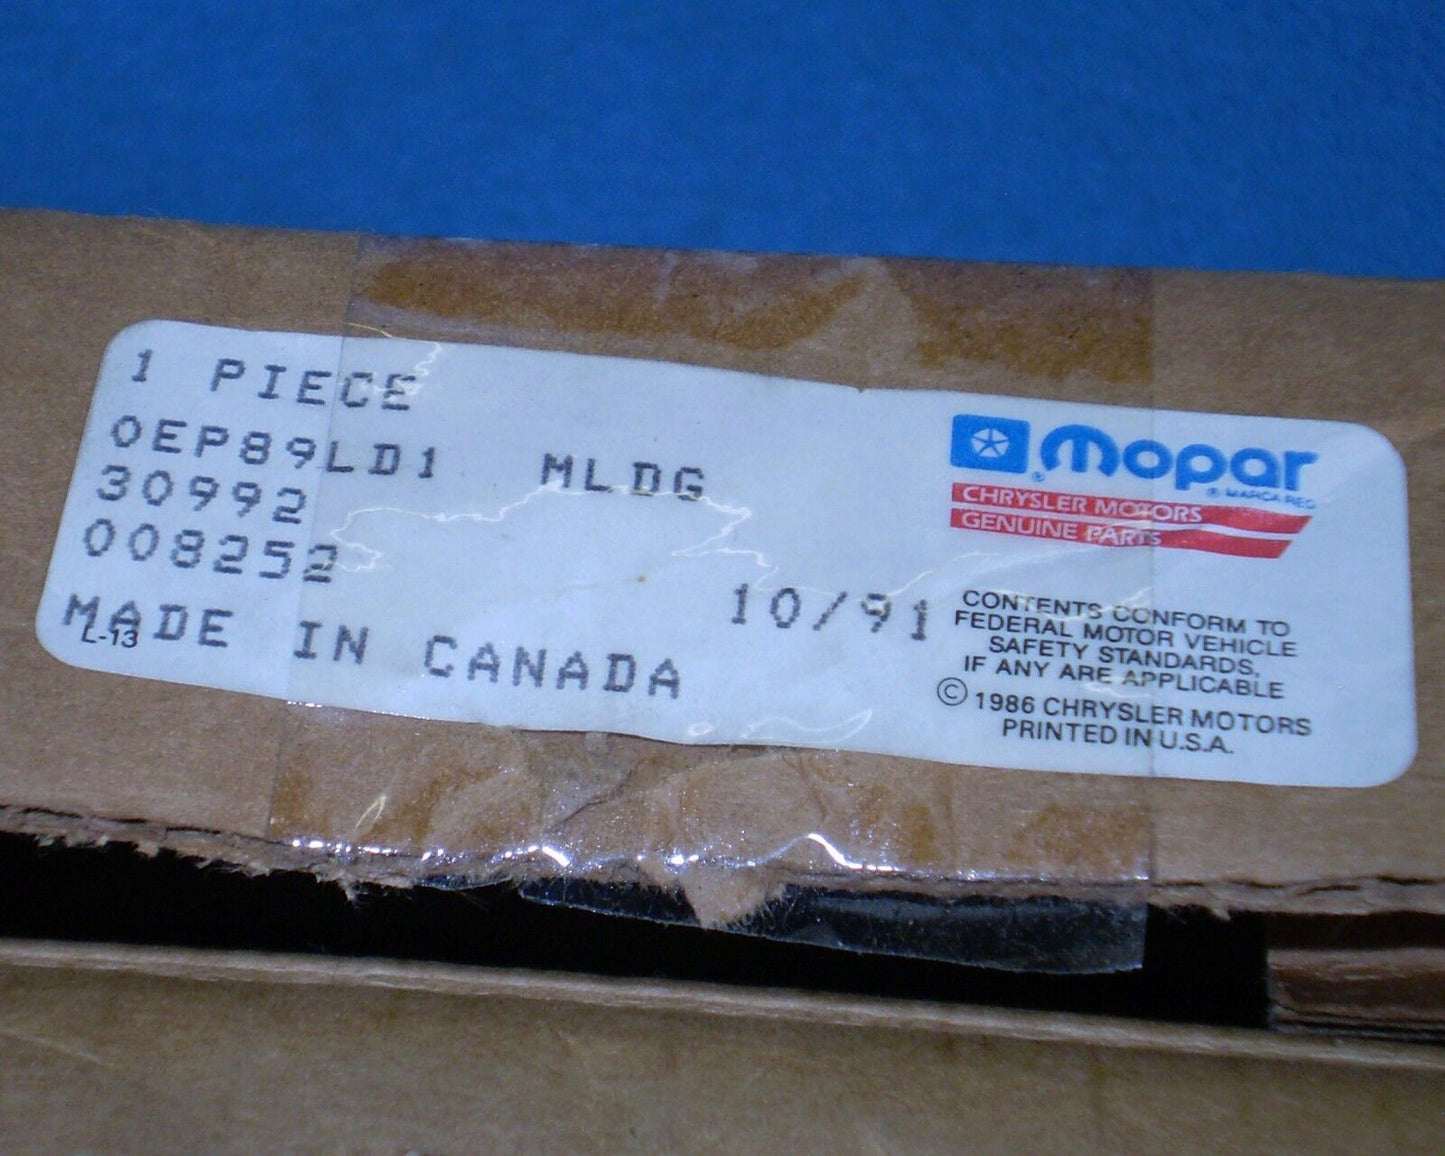 1 PIECE
0EP89LD1 MLDG
30992
008252
10/91
MADE IN CANADA
L-13
Mopar
® MARCA REG
CHRYSLER MOTORS
GENUINE PARTS
CONTENTS CONFORM TO
FEDERAL MOTOR VEHICLE
SAFETY STANDARDS,
IF ANY ARE APPLICABLE
© 1986 CHRYSLER MOTORS
PRINTED IN U.S.A.